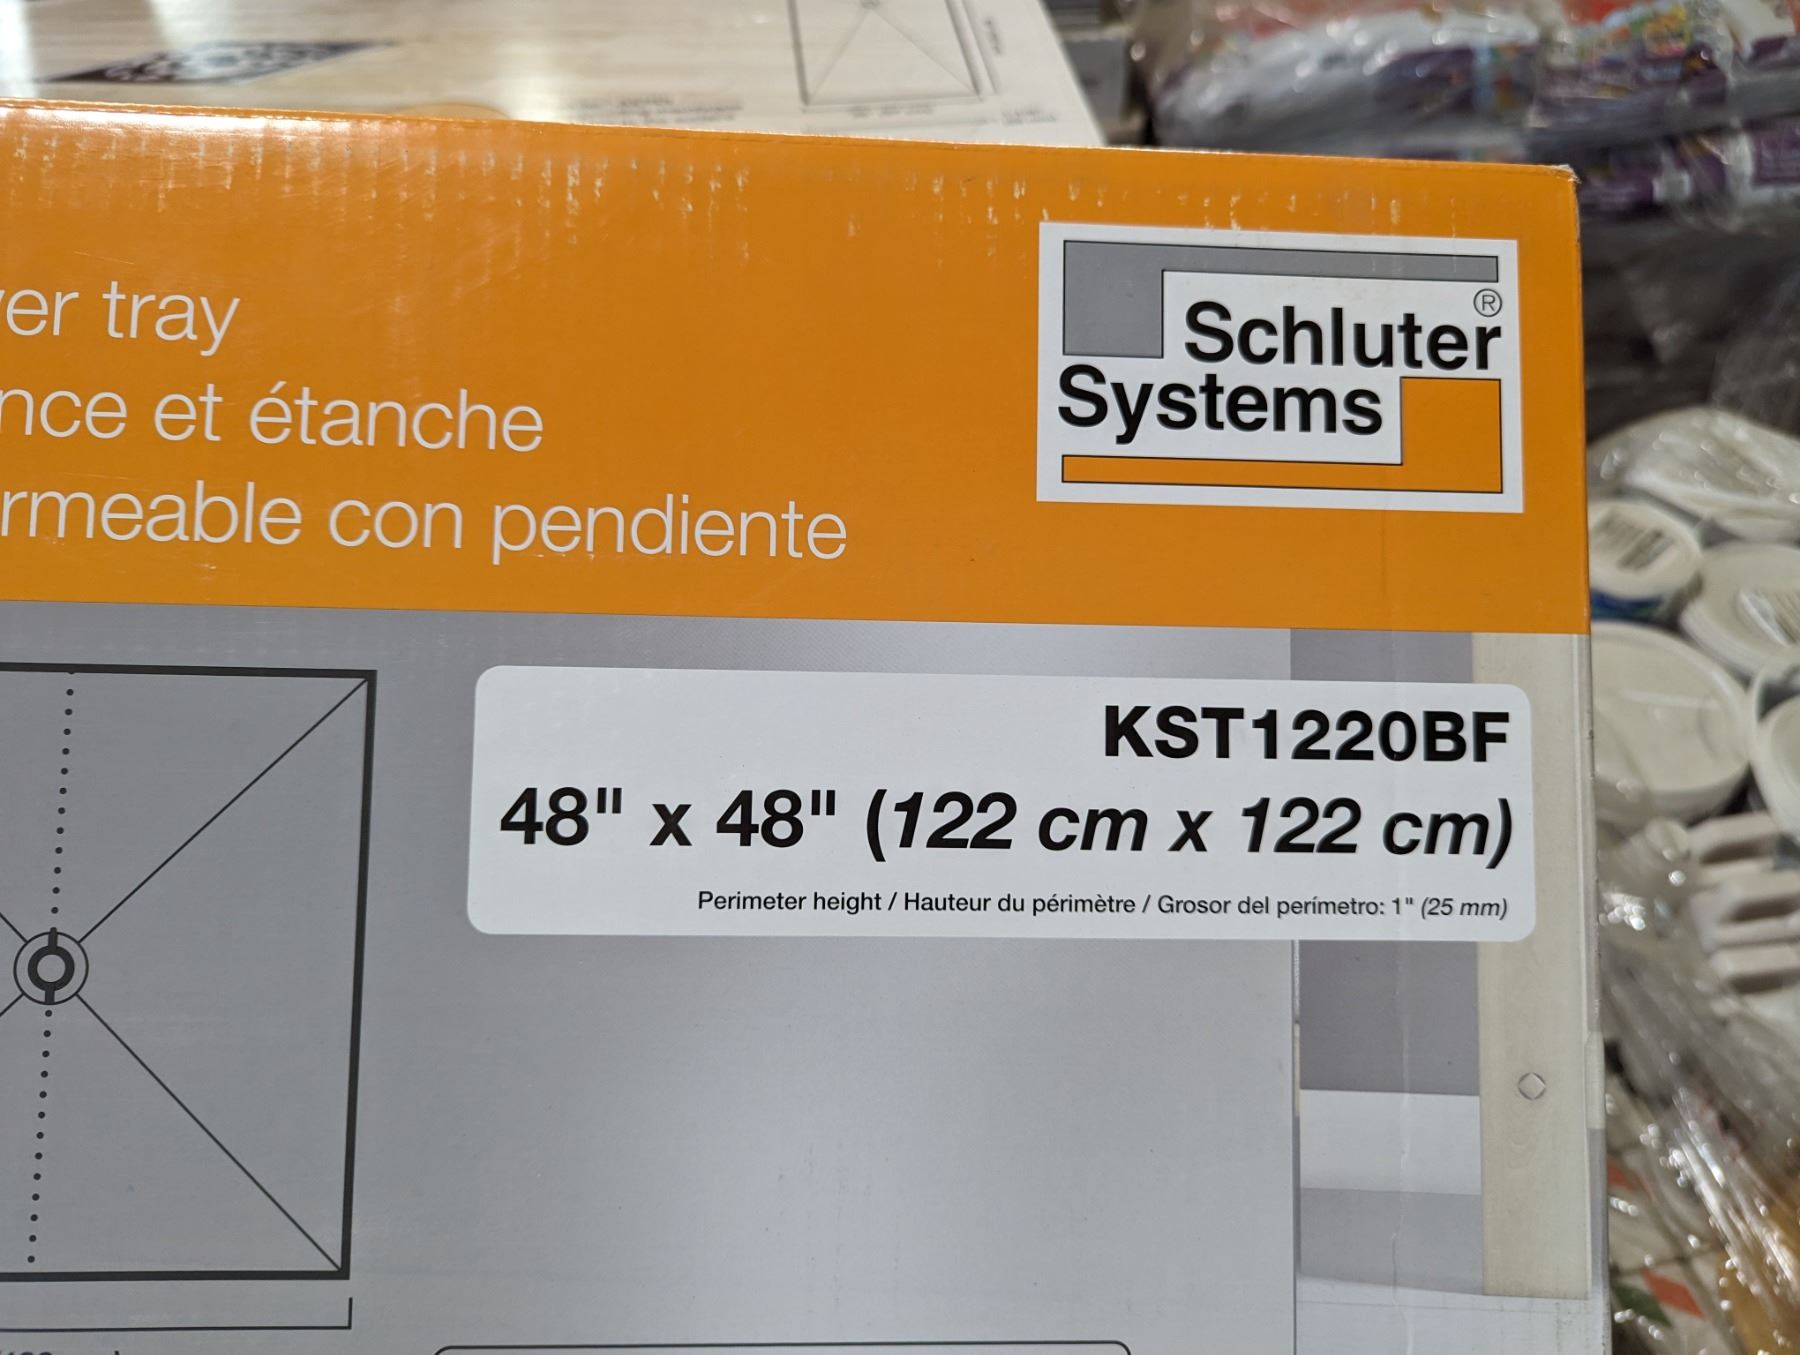 er tray
nce et étanche
rmeable con pendiente
Schluter®
Systems
KST1220BF
48" x 48" (122 cm x 122 cm)
Perimeter height / Hauteur du périmètre / Grosor del perímetro: 1" (25 mm)